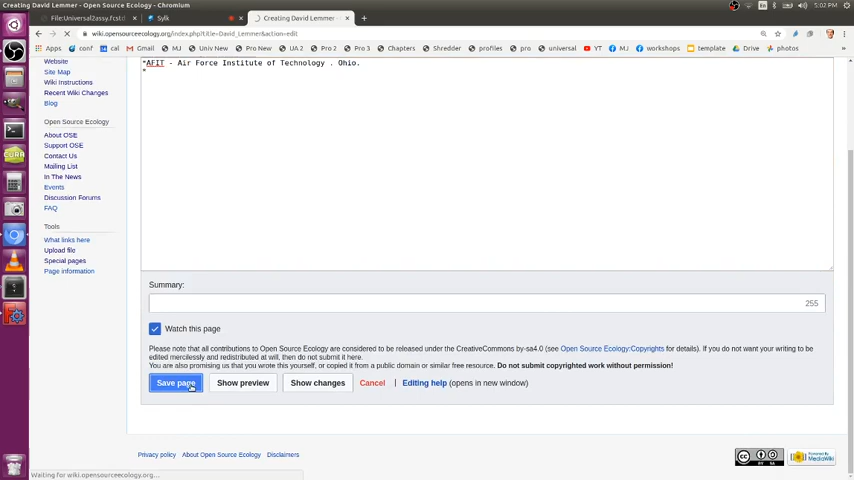 Creating David Lemmer - Chromium
En
5:02 PM
File:Universal2assy.fcstd
Sylk
Creating David Lemmer
wiki.opensourceecology.org/index.php?title=David_Lemmer&action=edit
Apps
conf
cal
Gmail
Univ New
Pro New
UA 2
Pro 2
Pro 3
Chapters
Shredder
profiles
pro
universal
YT
MJ
workshops
template
Drive
photos
Website
Site Map
Wiki Instructions
Recent Wiki Changes
Blog
Open Source Ecology
About OSE
Support OSE
Contact Us
Mailing List
In The News
Events
Discussion Forums
FAQ
Tools
What links here
Upload file
Special pages
Page information
*AFIT - Air Force Institute of Technology . Ohio.
*
Summary:
255
Watch this page
Please note that all contributions to Open Source Ecology are considered to be released under the CreativeCommons by-sa4.0 (see Open Source Ecology:Copyrights for details). If you do not want your writing to
edited mercilessly and redistributed at will, then do not submit it here.
You are also promising us that you wrote this yourself, or copied it from a public domain or similar free resource. Do not submit copyrighted work without permission!
Save page
Show preview
Show changes
Cancel | Editing help (opens in new window)
Privacy policy
About Open Source Ecology
Disclaimers
CC BY SA
Powered By MediaWiki
Waiting for wiki.opensourceecology.org...